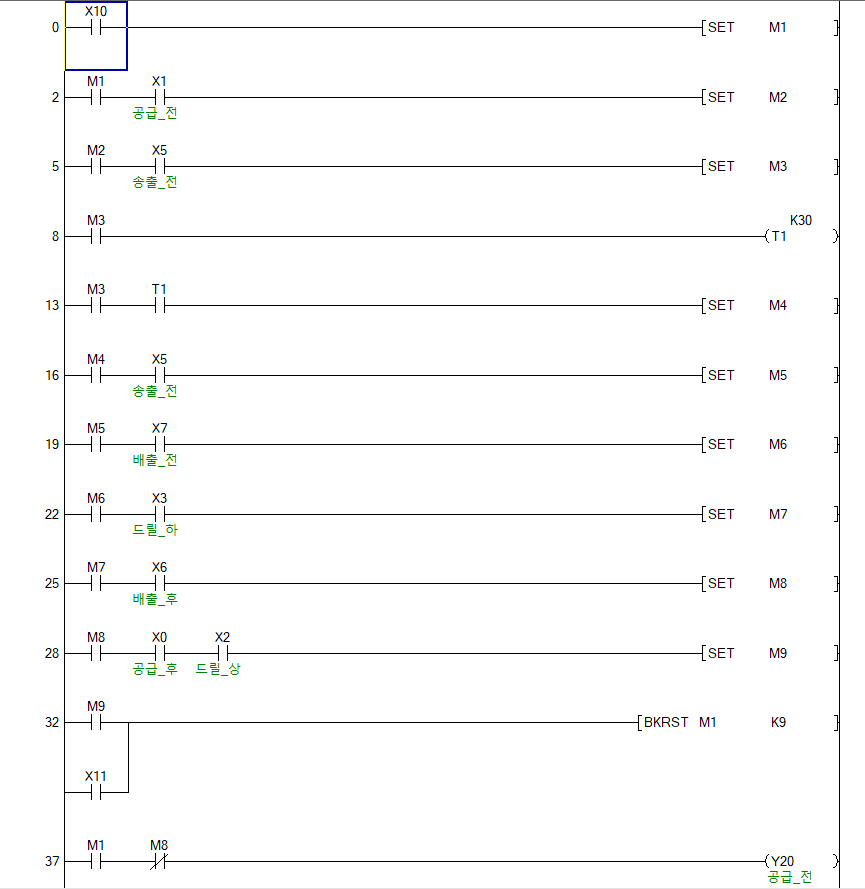 X10
0 SET M1
M1 X1
2 SET M2
공급_전
M2 X5
5 SET M3
송출_전
M3 K30
8 T1
M3 T1
13 SET M4
M4 X5
16 SET M5
송출_전
M5 X7
19 SET M6
배출_전
M6 X3
22 SET M7
드릴_하
M7 X6
25 SET M8
배출_후
M8 X0 X2
28 SET M9
공급_후 드릴_상
M9
32 BKRST M1 K9
X11
M1 M8
37 Y20
공급_전